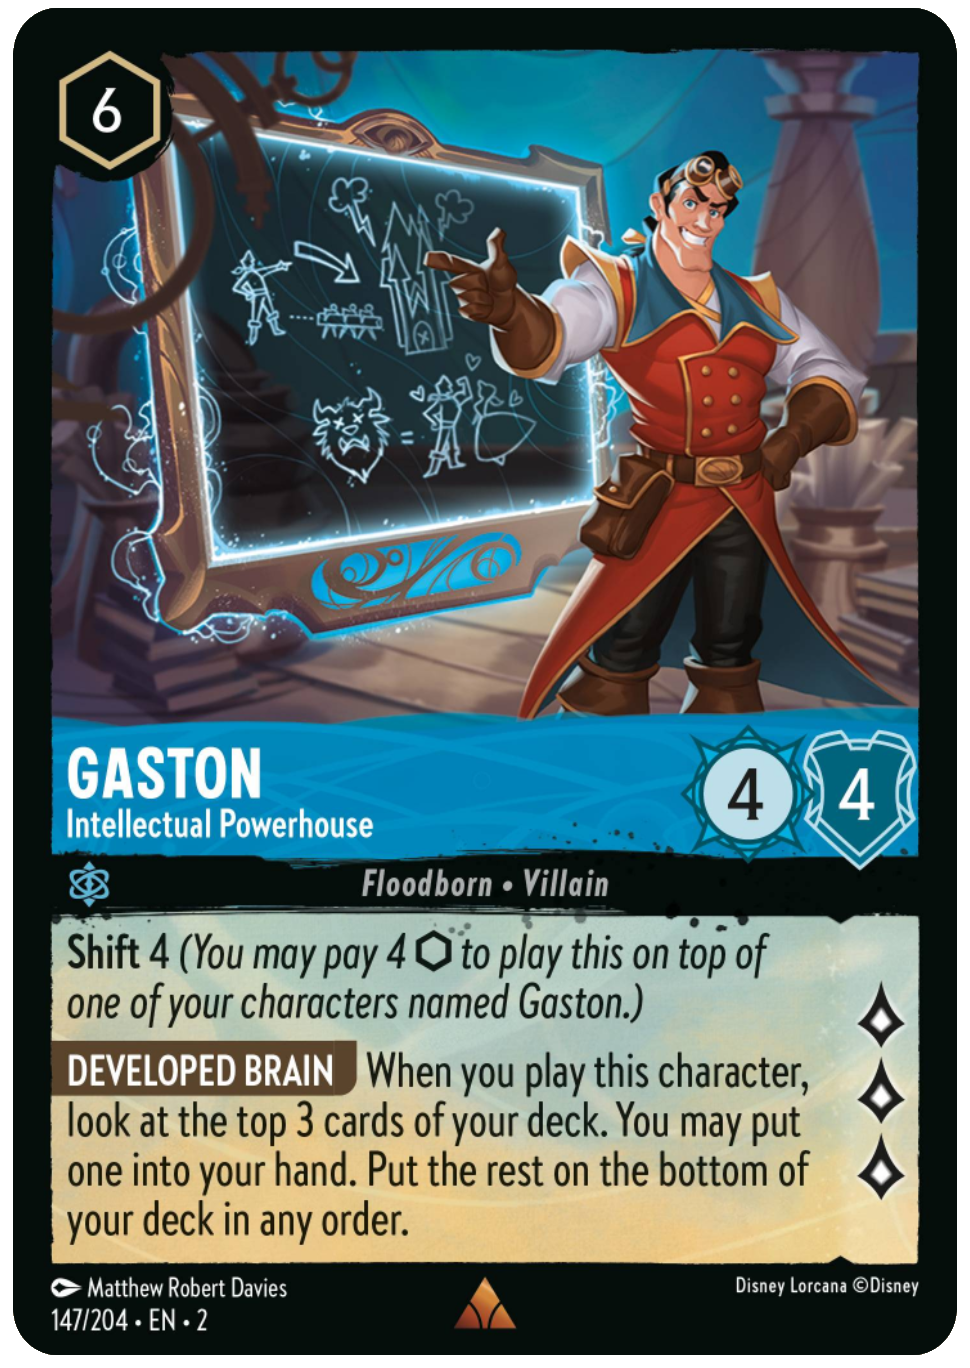 6
GASTON
Intellectual Powerhouse
4
4
Floodborn • Villain
Shift 4 (You may pay 4 ⬡ to play this on top of
one of your characters named Gaston.)
DEVELOPED BRAIN When you play this character,
look at the top 3 cards of your deck. You may put
one into your hand. Put the rest on the bottom of
your deck in any order.
Matthew Robert Davies
Disney Lorcana ©Disney
147/204 • EN • 2